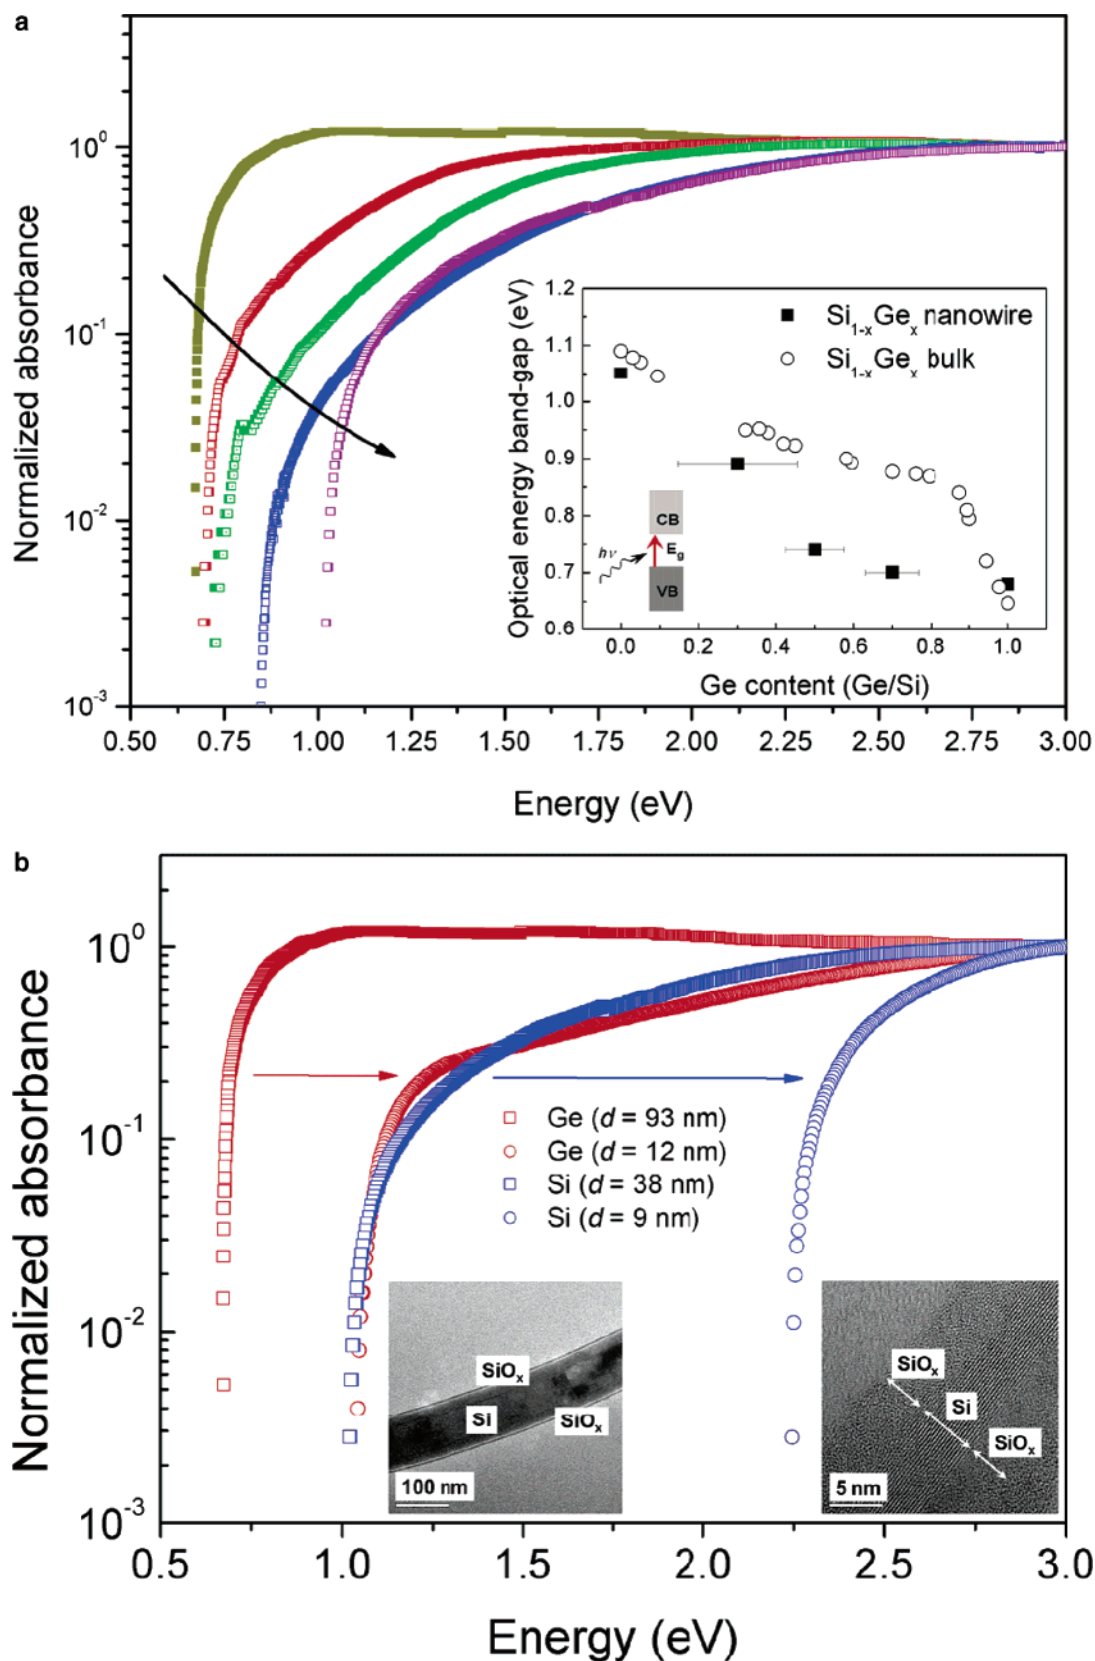 a
Normalized absorbance
10⁰
10⁻¹
10⁻²
10⁻³
0.50 0.75 1.00 1.25 1.50 1.75 2.00 2.25 2.50 2.75 3.00
Energy (eV)
Optical energy band-gap (eV)
1.2
1.1
1.0
0.9
0.8
0.7
0.6
Si₁₋ₓGeₓ nanowire
Si₁₋ₓGeₓ bulk
CB
hν
E_g
VB
0.0 0.2 0.4 0.6 0.8 1.0
Ge content (Ge/Si)
b
Normalized absorbance
10⁰
10⁻¹
10⁻²
10⁻³
Ge (d = 93 nm)
Ge (d = 12 nm)
Si (d = 38 nm)
Si (d = 9 nm)
SiOₓ
Si
SiOₓ
100 nm
SiOₓ
Si
SiOₓ
5 nm
0.5 1.0 1.5 2.0 2.5 3.0
Energy (eV)